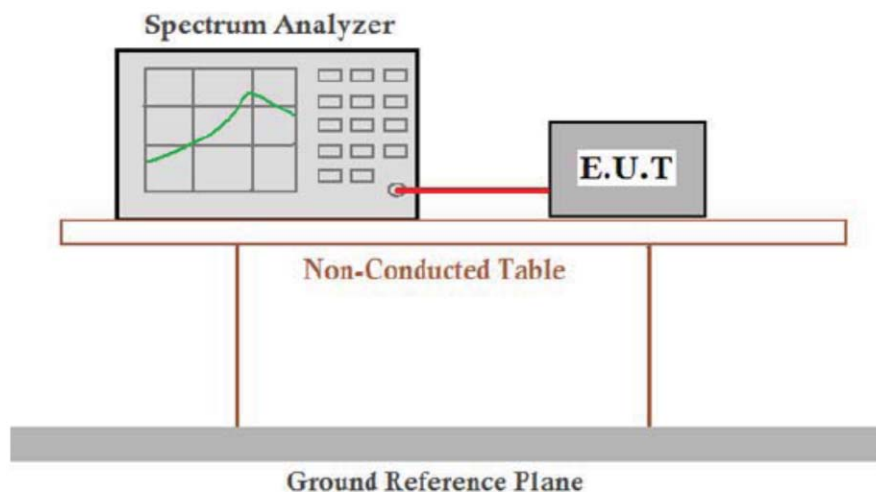 Spectrum Analyzer
E.U.T
Non-Conducted Table
Ground Reference Plane